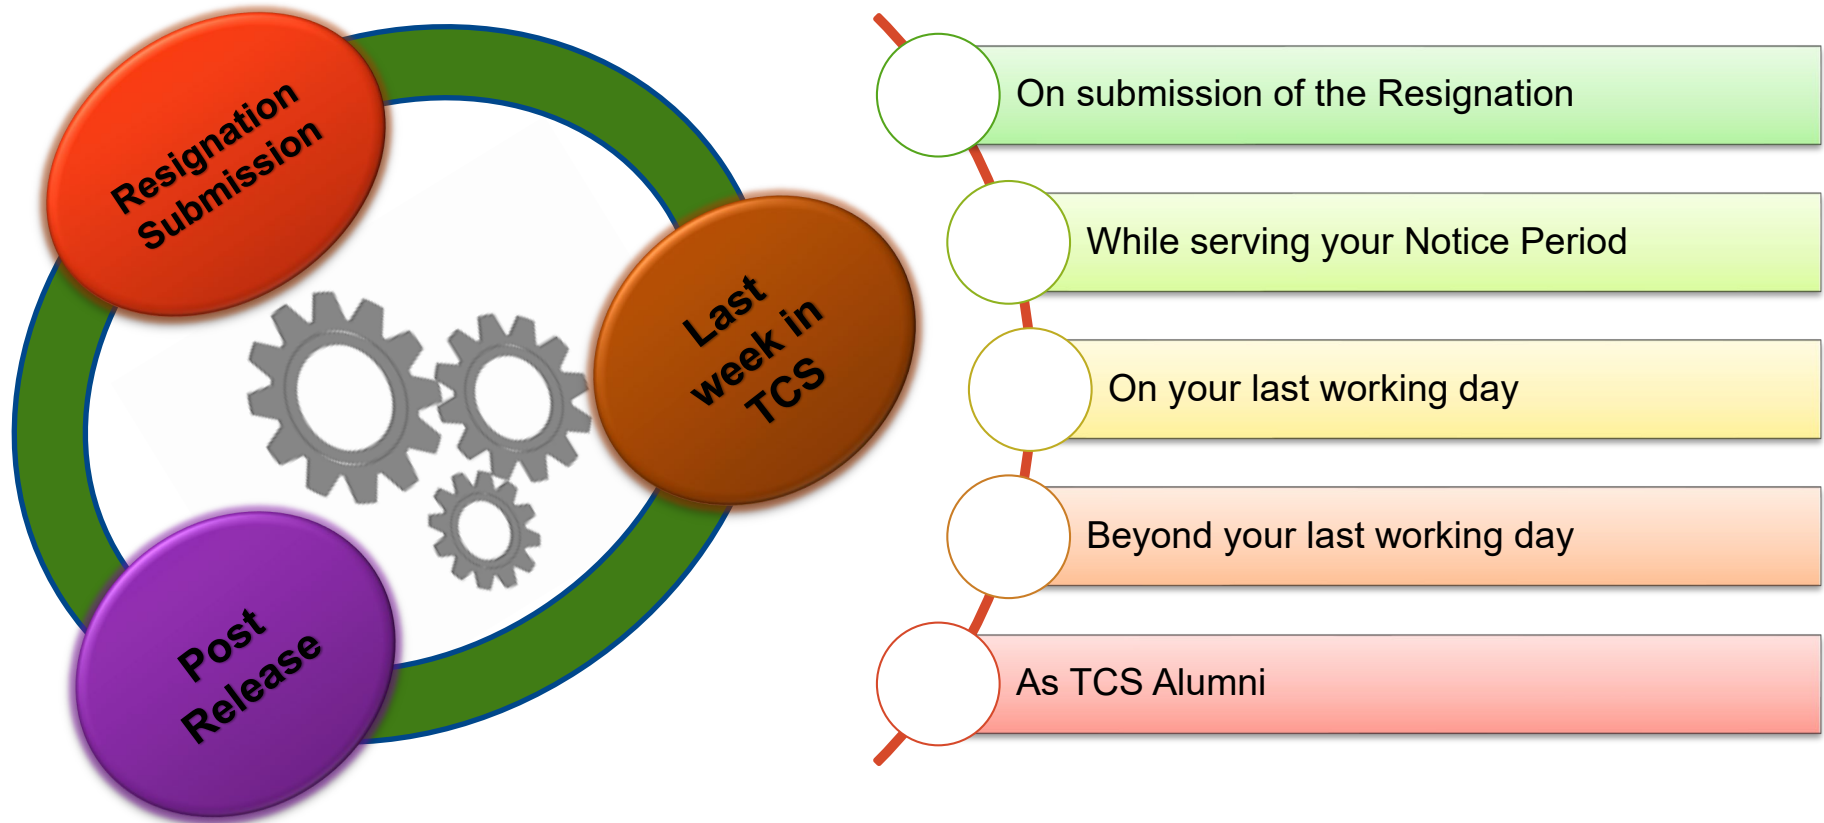 Resignation
Submission
Last
week in
TCS
Post
Release
On submission of the Resignation
While serving your Notice Period
On your last working day
Beyond your last working day
As TCS Alumni